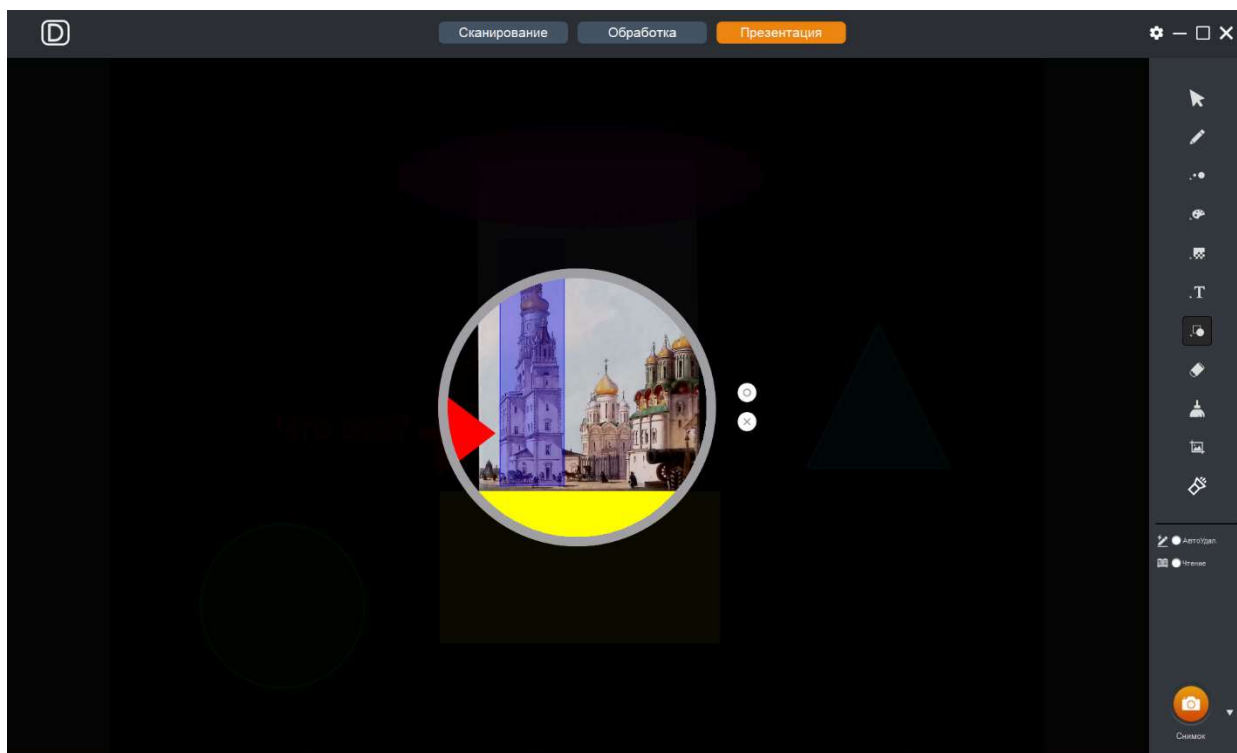 D
Сканирование
Обработка
Презентация
.T
АвтоУдал.
Чтение
Снимок